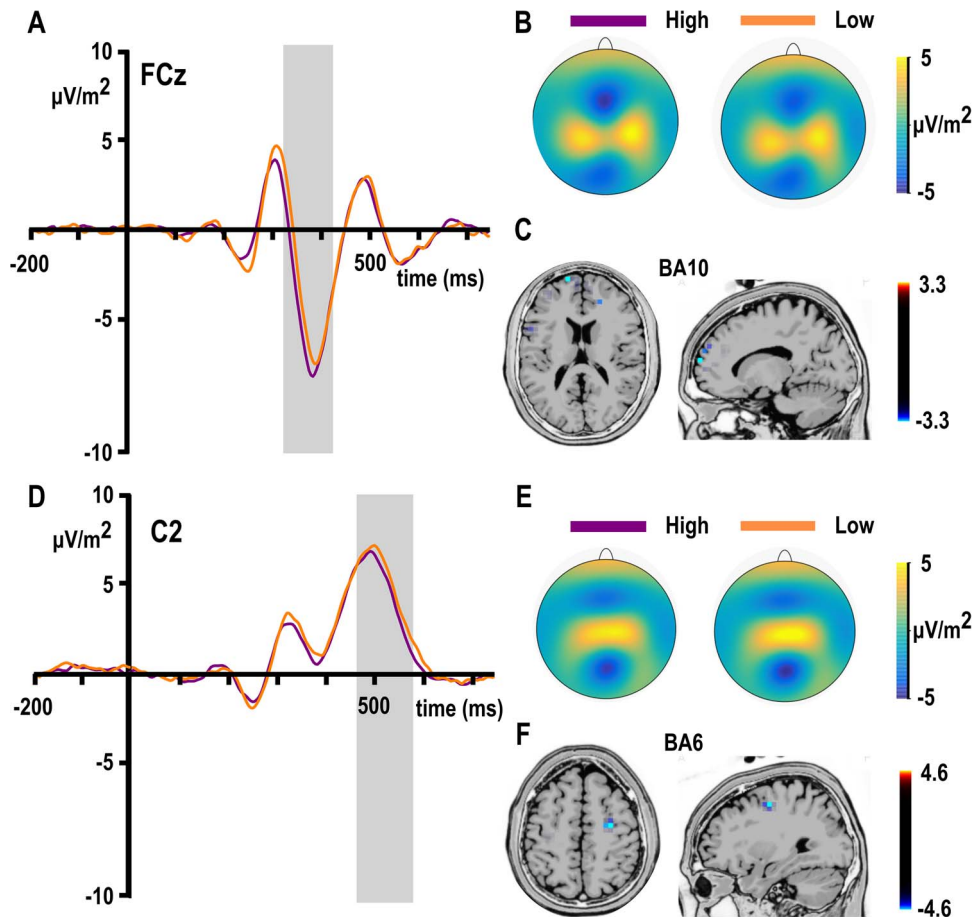 A
10
FCz
µV/m²
5
-200
500
time (ms)
-5
-10
B
High
Low
5
µV/m²
-5
C
BA10
3.3
-3.3
D
10
C2
µV/m²
5
-200
500
time (ms)
-5
-10
E
High
Low
5
µV/m²
-5
F
BA6
4.6
-4.6